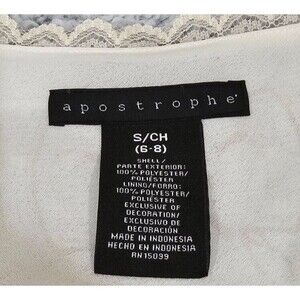 apostrophe®
S/CH
(6-8)
SHELL/
PARTE EXTERIOR:
100% POLYESTER/
POLIÉSTER
LINING/FORRO:
100% POLYESTER/
POLIÉSTER
EXCLUSIVE OF
DECORATION/
EXCLUSIVO DE
DECORACIÓN
MADE IN INDONESIA
HECHO EN INDONESIA
RN15099